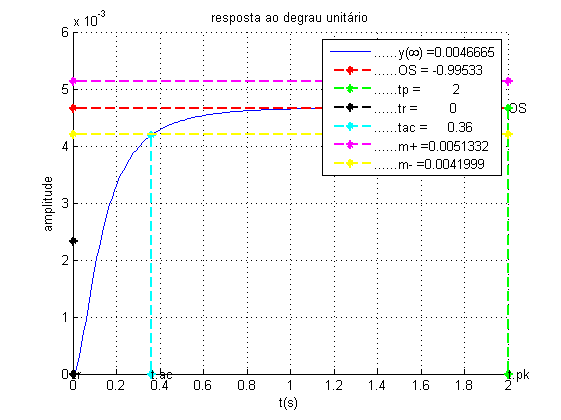 resposta ao degrau unitário
x 10^-3
6
5
4
3
2
1
0
amplitude
......y(∞) =0.0046665
......OS = -0.99533
......tp = 2
......tr = 0
......tac = 0.36
......m+ =0.0051332
......m- =0.0041999
OS
t ac
pk
0 0.2 0.4 0.6 0.8 1 1.2 1.4 1.6 1.8 2
t(s)